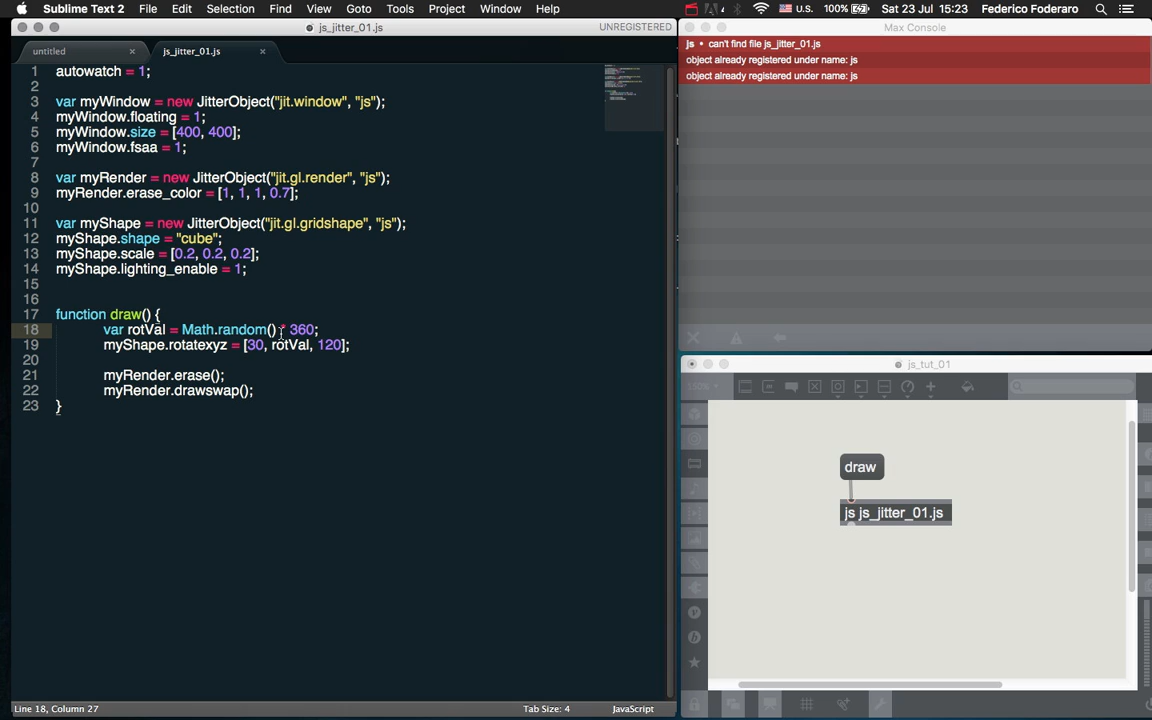 Sublime Text 2 File Edit Selection Find View Goto Tools Project Window Help U.S. 100% Sat 23 Jul 15:23 Federico Foderaro
js_jitter_01.js UNREGISTERED
untitled js_jitter_01.js
1 autowatch = 1;
2
3 var myWindow = new JitterObject("jit.window", "js");
4 myWindow.floating = 1;
5 myWindow.size = [400, 400];
6 myWindow.fsaa = 1;
7
8 var myRender = new JitterObject("jit.gl.render", "js");
9 myRender.erase_color = [1, 1, 1, 0.7];
10
11 var myShape = new JitterObject("jit.gl.gridshape", "js");
12 myShape.shape = "cube";
13 myShape.scale = [0.2, 0.2, 0.2];
14 myShape.lighting_enable = 1;
15
16
17 function draw() {
18 var rotVal = Math.random() * 360;
19 myShape.rotatexyz = [30, rotVal, 120];
20
21 myRender.erase();
22 myRender.drawswap();
23 }
Line 18, Column 27 Tab Size: 4 JavaScript
Max Console
js • can't find file js_jitter_01.js
object already registered under name: js
object already registered under name: js
js_tut_01
150%
draw
js js_jitter_01.js